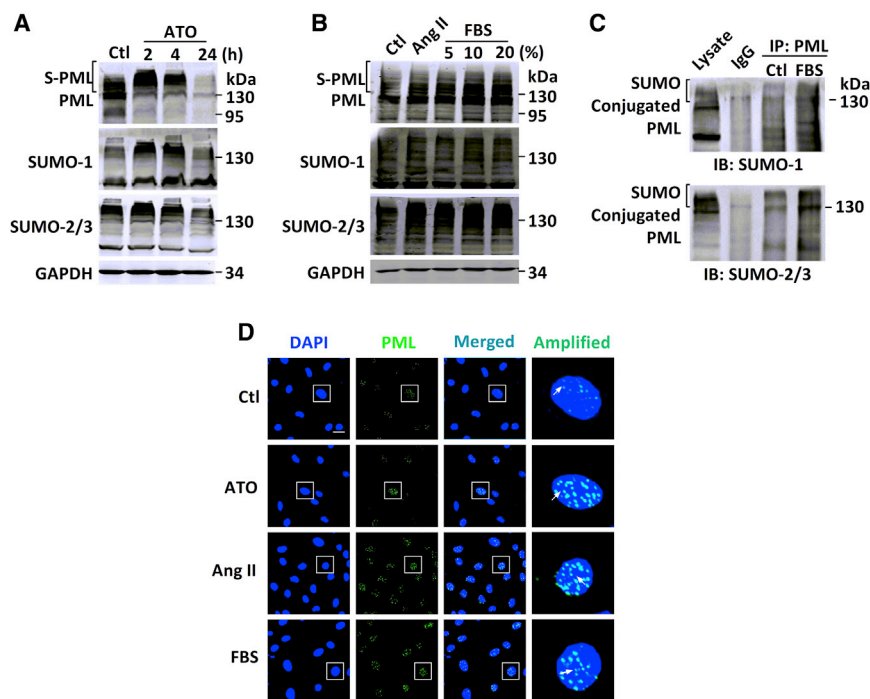 A
ATO
Ctl 2 4 24 (h)
S-PML
kDa
PML
130
95
SUMO-1
130
SUMO-2/3
130
GAPDH
34
B
FBS
Ctl Ang II 5 10 20 (%)
S-PML
kDa
PML
130
95
SUMO-1
130
SUMO-2/3
130
GAPDH
34
C
Lysate IgG IP: PML
Ctl FBS
kDa
SUMO
130
Conjugated
PML
IB: SUMO-1
SUMO
130
Conjugated
PML
IB: SUMO-2/3
D
DAPI PML Merged Amplified
Ctl
ATO
Ang II
FBS